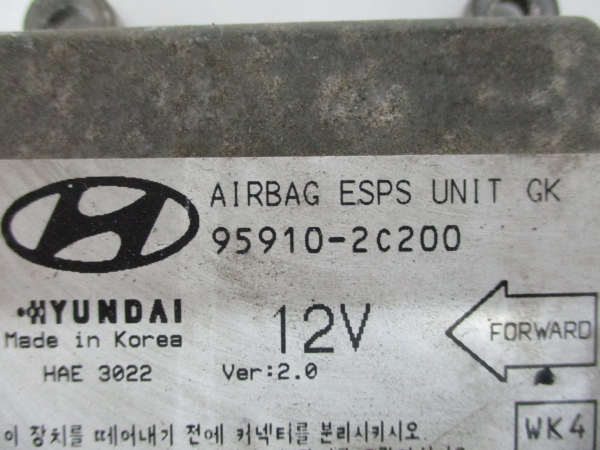 AIRBAG ESPS UNIT GK
95910-2C200
HYUNDAI
12V
FORWARD
Made in Korea
HAE 3022
Ver:2.0
WK4
이 장치를 떼어내기 전에 커넥터를 분리시키시오.